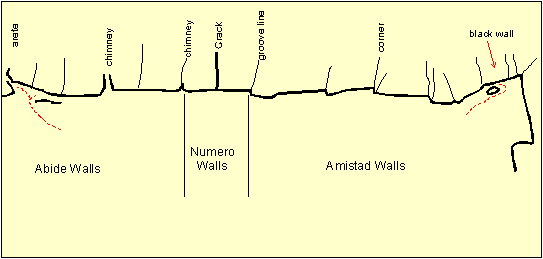 arete
chimney
chimney
Crack
groove line
corner
black wall
Abide Walls
Numero
Walls
Amistad Walls